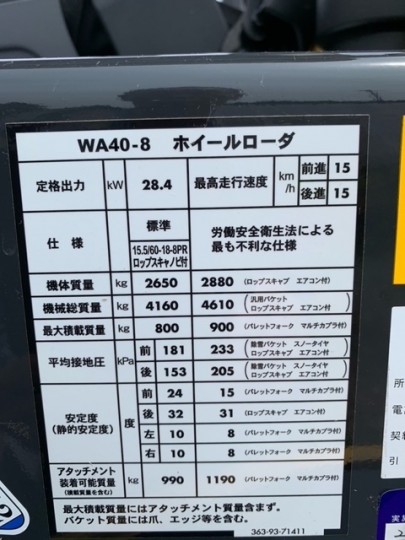 WA40-8 ホイールローダ
定格出力 kW 28.4 最高走行速度 km/h 前進 15
後進 15
仕様 標準 15.5/60-18-8PR ロップスキャノピ付 労働安全衛生法による最も不利な仕様
機体質量 kg 2650 2880 (ロップスキャブ エアコン付)
機械総質量 kg 4160 4610 (汎用バケット ロップスキャブ エアコン付)
最大積載質量 kg 800 900 (パレットフォーク マルチカプラ付)
平均接地圧 kPa 前 181 233 (除雪バケット スノータイヤ ロップスキャブ エアコン付)
後 153 205 (除雪バケット スノータイヤ ロップスキャブ エアコン付)
安定度 (静的安定度) 度 前 24 15 (パレットフォーク マルチカプラ付)
後 32 31 (ロップスキャブ エアコン付)
左 10 8 (パレットフォーク マルチカプラ付)
右 10 8 (パレットフォーク マルチカプラ付)
アタッチメント装着可能質量 (積載質量を含む) kg 990 1190 (パレットフォーク マルチカプラ付)
最大積載質量にはアタッチメント質量含まず。
バケット質量には爪、エッジ等を含む。
363-93-71411
所
電
契約
引